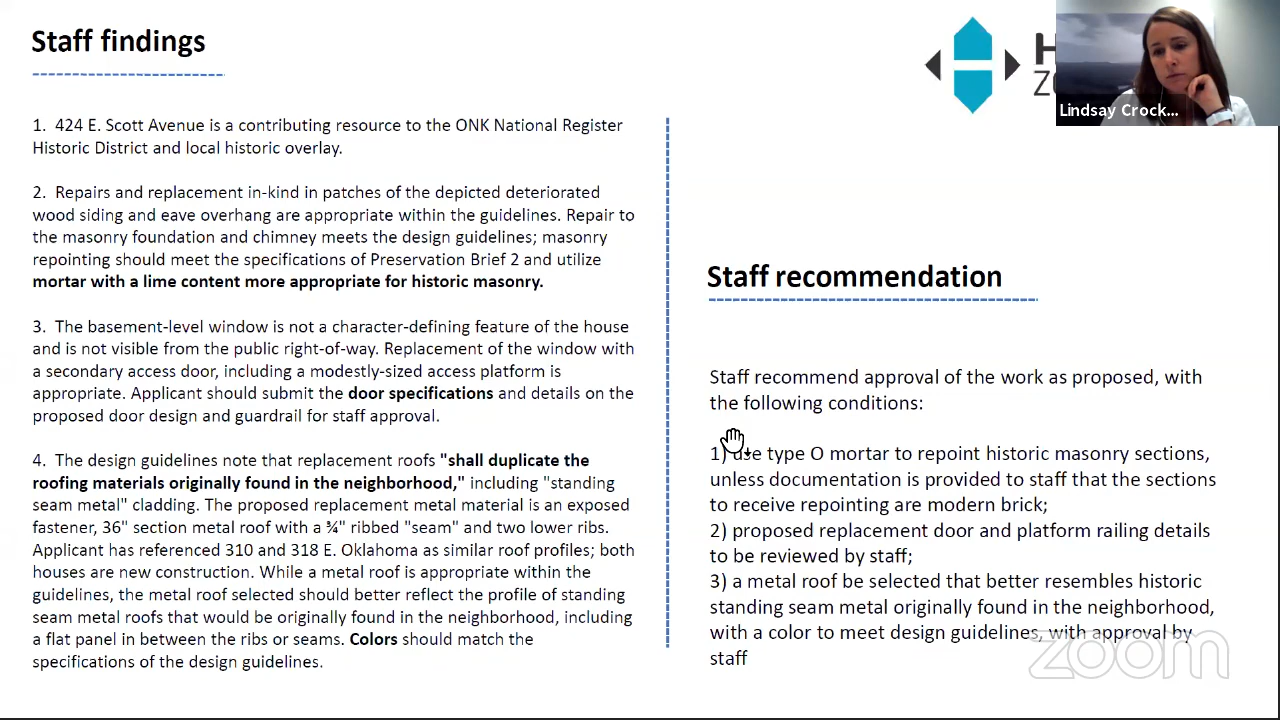 Staff findings
1. 424 E. Scott Avenue is a contributing resource to the ONK National Register
Historic District and local historic overlay.
2. Repairs and replacement in-kind in patches of the depicted deteriorated
wood siding and eave overhang are appropriate within the guidelines. Repair to
the masonry foundation and chimney meets the design guidelines; masonry
repointing should meet the specifications of Preservation Brief 2 and utilize
mortar with a lime content more appropriate for historic masonry.
3. The basement-level window is not a character-defining feature of the house
and is not visible from the public right-of-way. Replacement of the window with
a secondary access door, including a modestly-sized access platform is
appropriate. Applicant should submit the door specifications and details on the
proposed door design and guardrail for staff approval.
4. The design guidelines note that replacement roofs "shall duplicate the
roofing materials originally found in the neighborhood," including "standing
seam metal" cladding. The proposed replacement metal material is an exposed
fastener, 36" section metal roof with a ¾" ribbed "seam" and two lower ribs.
Applicant has referenced 310 and 318 E. Oklahoma as similar roof profiles; both
houses are new construction. While a metal roof is appropriate within the
guidelines, the metal roof selected should better reflect the profile of standing
seam metal roofs that would be originally found in the neighborhood, including
a flat panel in between the ribs or seams. Colors should match the
specifications of the design guidelines.
Lindsay Crock...
Staff recommendation
Staff recommend approval of the work as proposed, with
the following conditions:
1) use type O mortar to repoint historic masonry sections,
unless documentation is provided to staff that the sections
to receive repointing are modern brick;
2) proposed replacement door and platform railing details
to be reviewed by staff;
3) a metal roof be selected that better resembles historic
standing seam metal originally found in the neighborhood,
with a color to meet design guidelines, with approval by
staff
zoom